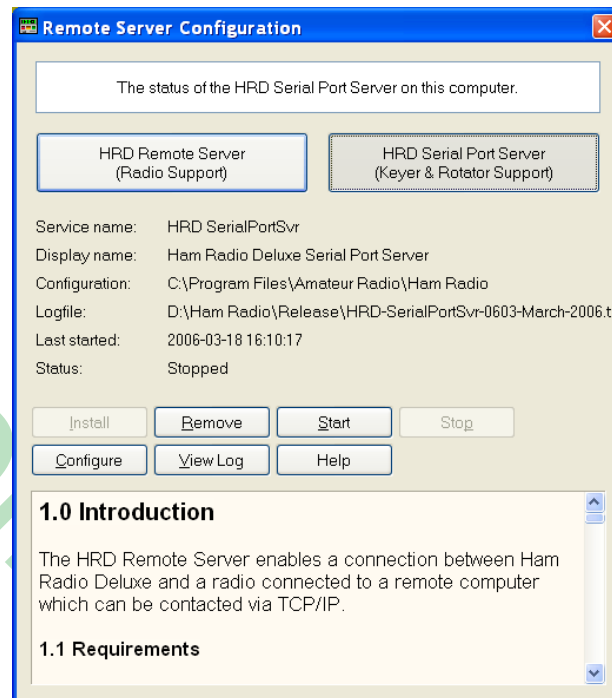 Remote Server Configuration
The status of the HRD Serial Port Server on this computer.
HRD Remote Server
(Radio Support)
HRD Serial Port Server
(Keyer & Rotator Support)
Service name: HRD SerialPortSvr
Display name: Ham Radio Deluxe Serial Port Server
Configuration: C:\Program Files\Amateur Radio\Ham Radio
Logfile: D:\Ham Radio\Release\HRD-SerialPortSvr-0603-March-2006.t
Last started: 2006-03-18 16:10:17
Status: Stopped
Install Remove Start Stop
Configure View Log Help
1.0 Introduction
The HRD Remote Server enables a connection between Ham
Radio Deluxe and a radio connected to a remote computer
which can be contacted via TCP/IP.
1.1 Requirements